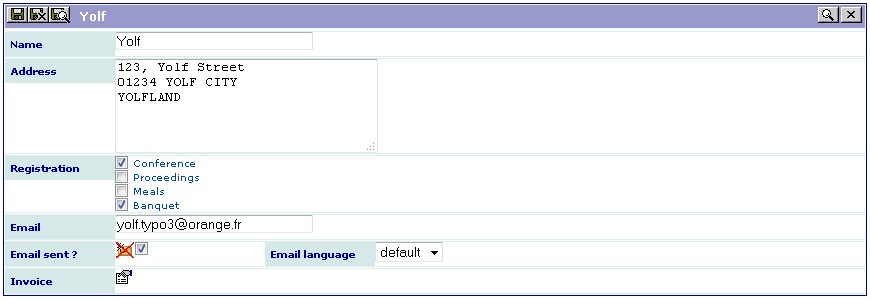 Yolf
Name Yolf
Address 123, Yolf Street
01234 YOLF CITY
YOLFLAND
Registration Conference
Proceedings
Meals
Banquet
Email yolf.typo3@orange.fr
Email sent ? Email language default
Invoice